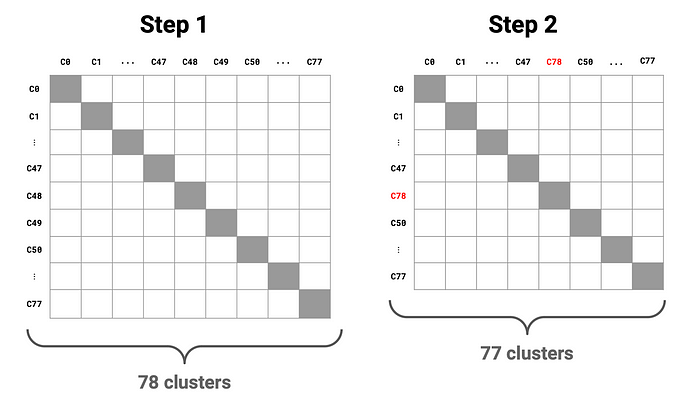 Step 1
C0 C1 ... C47 C48 C49 C50 ... C77
C0
C1
⋮
C47
C48
C49
C50
⋮
C77
78 clusters
Step 2
C0 C1 ... C47 C78 C50 ... C77
C0
C1
⋮
C47
C78
C50
⋮
C77
77 clusters